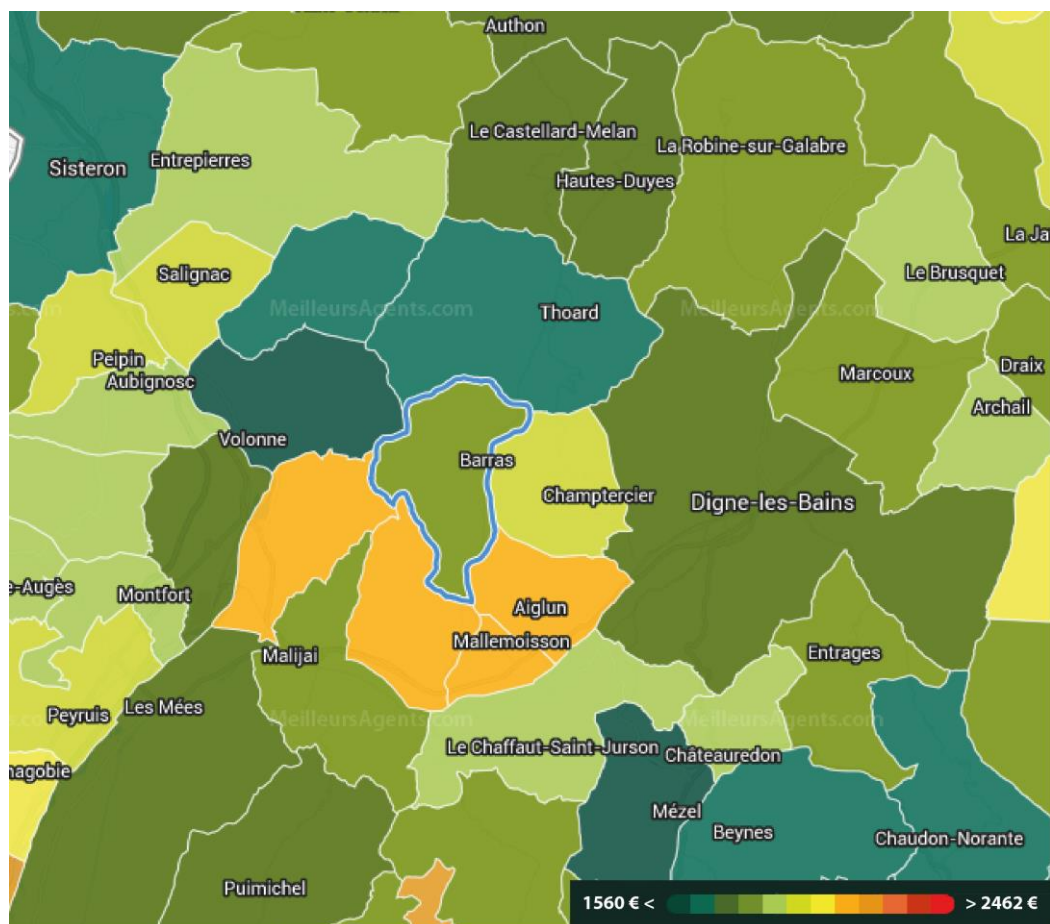 Authon
Le Castellard-Melan
La Robine-sur-Galabre
Sisteron
Entrepierres
Hautes-Duyes
La Ja
Salignac
Le Brusquet
MeilleursAgents.com
MeilleursAgents.com
Thoard
Peipin
Draix
Marcoux
Aubignosc
Archail
Volonne
Barras
Champtercier
Digne-les-Bains
e-Augès
Montfort
Aiglun
Mallemoisson
Malijai
Entrages
Les Mées
Peyruis
s.com
MeilleursAgents.com
MeilleursAgents.com
Le Chaffaut-Saint-Jurson
Châteauredon
nagobie
Mézel
Beynes
Chaudon-Norante
Puimichel
1560 € < > 2462 €